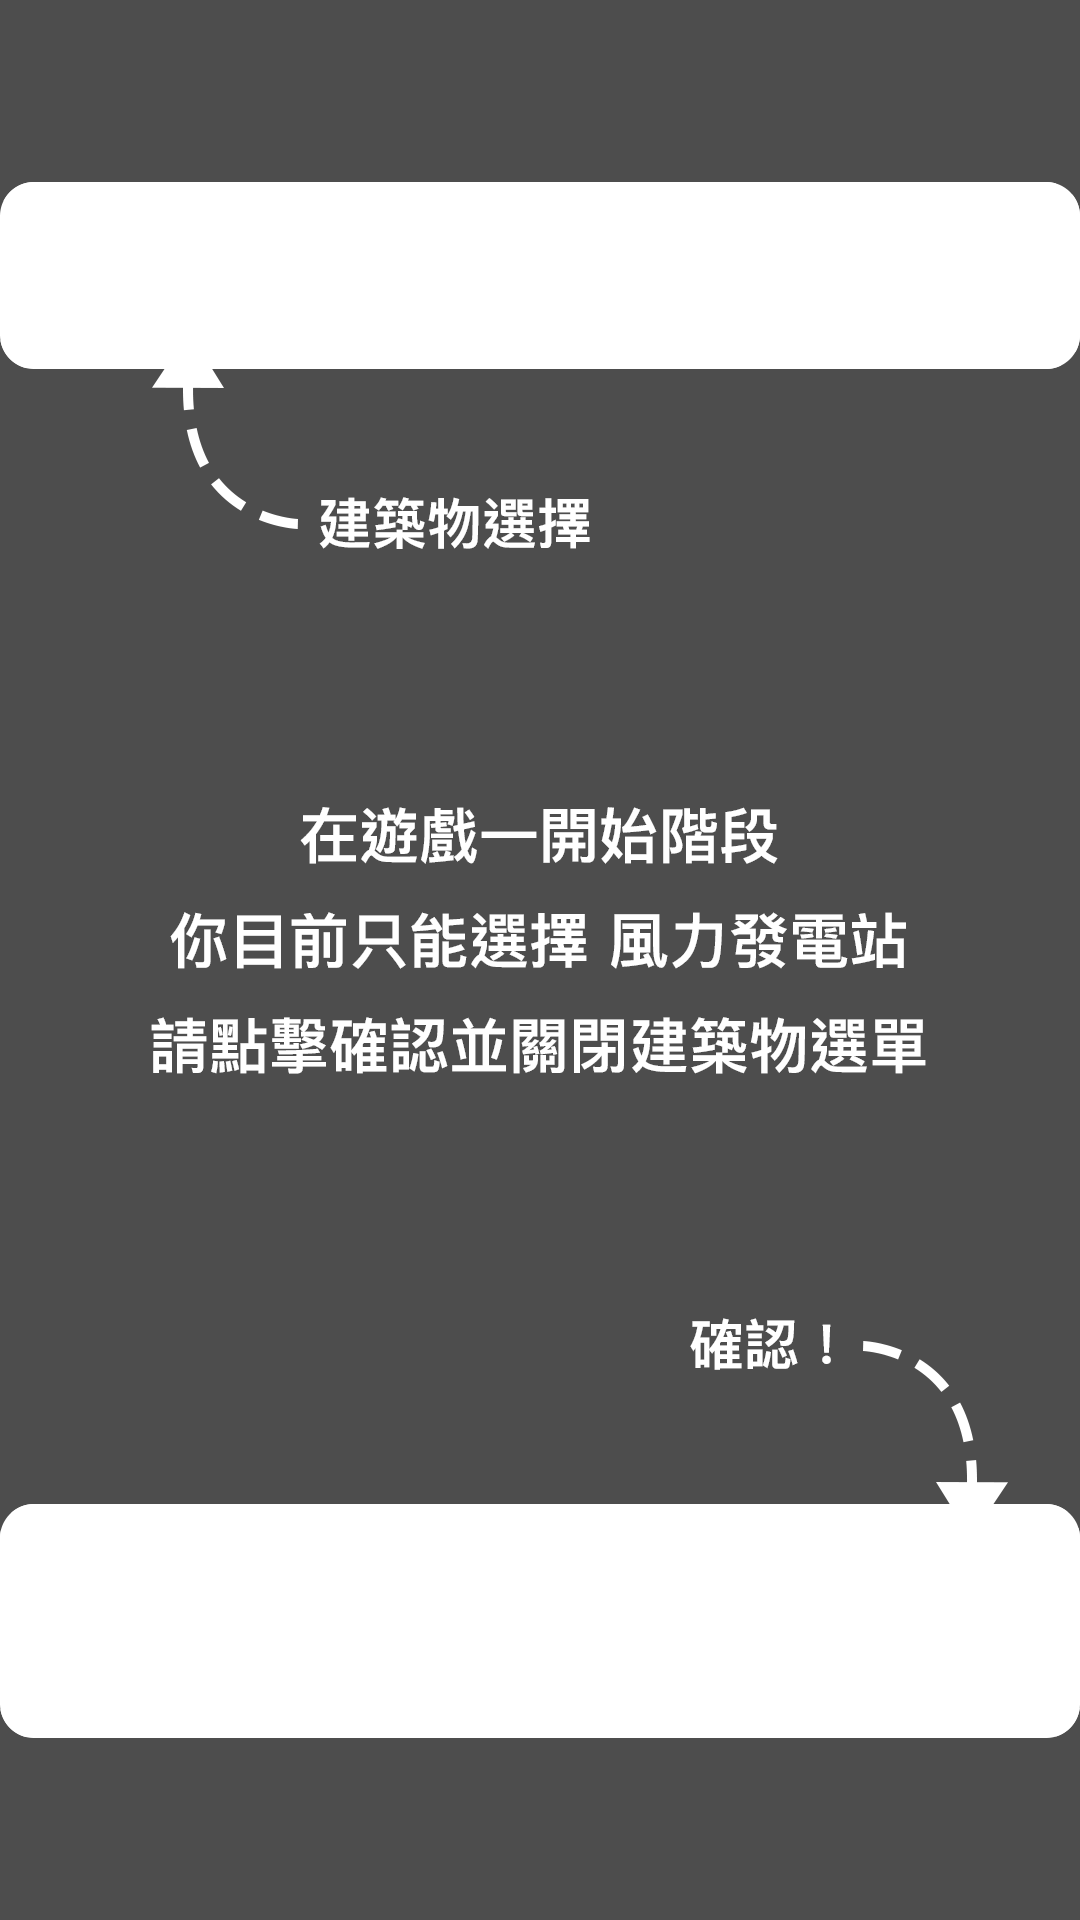 建築物選擇
在遊戲一開始階段
你目前只能選擇 風力發電站
請點擊確認並關閉建築物選單
確認！